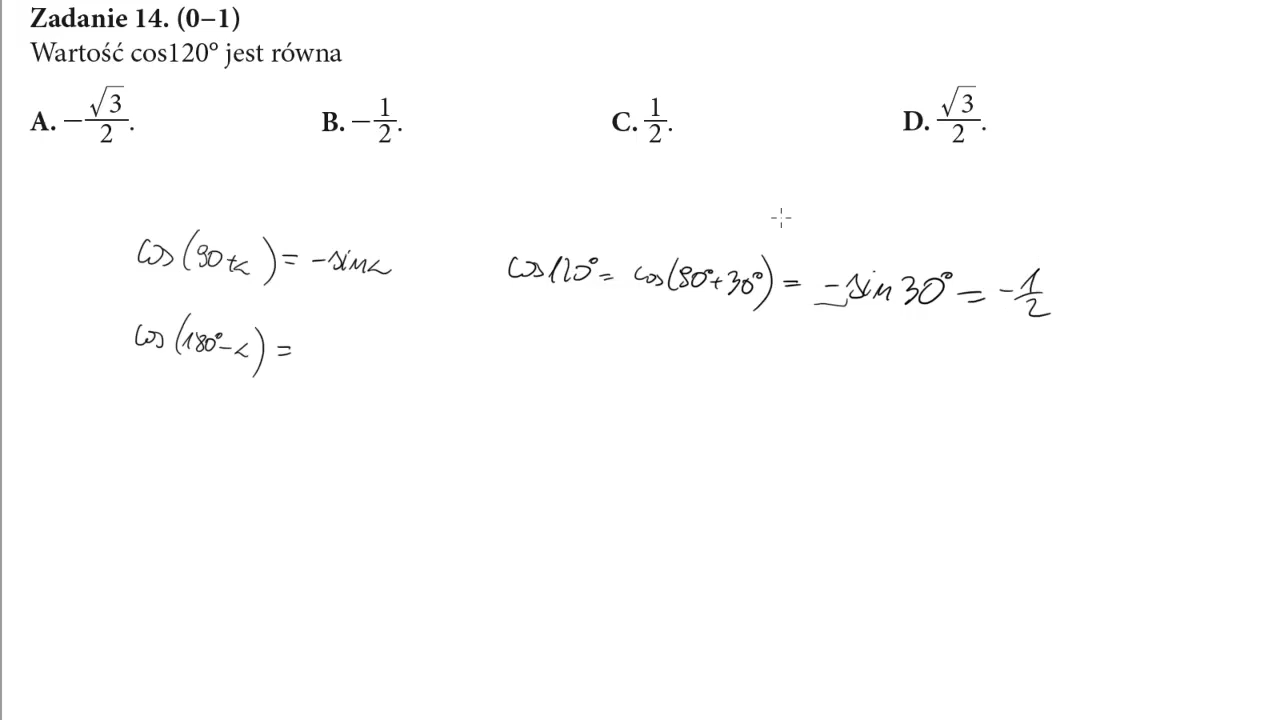 Zadanie 14. (0–1)
Wartość cos120° jest równa
A. −√3/2. B. −1/2. C. 1/2. D. √3/2.
cos(90+α) = −sinα
cos120° = cos(90°+30°) = −sin30° = −1/2
cos(180°−α) =